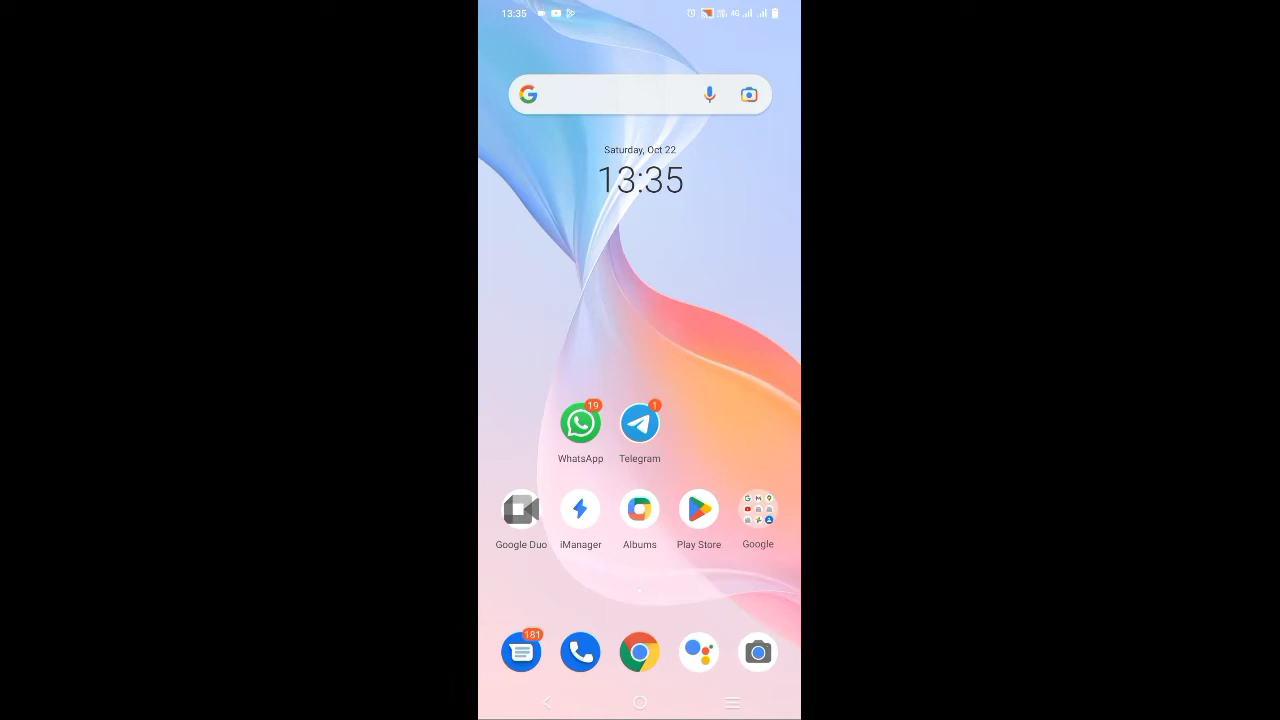 13:35
4G
Saturday, Oct 22
13:35
19
1
WhatsApp
Telegram
Google Duo
iManager
Albums
Play Store
Google
181